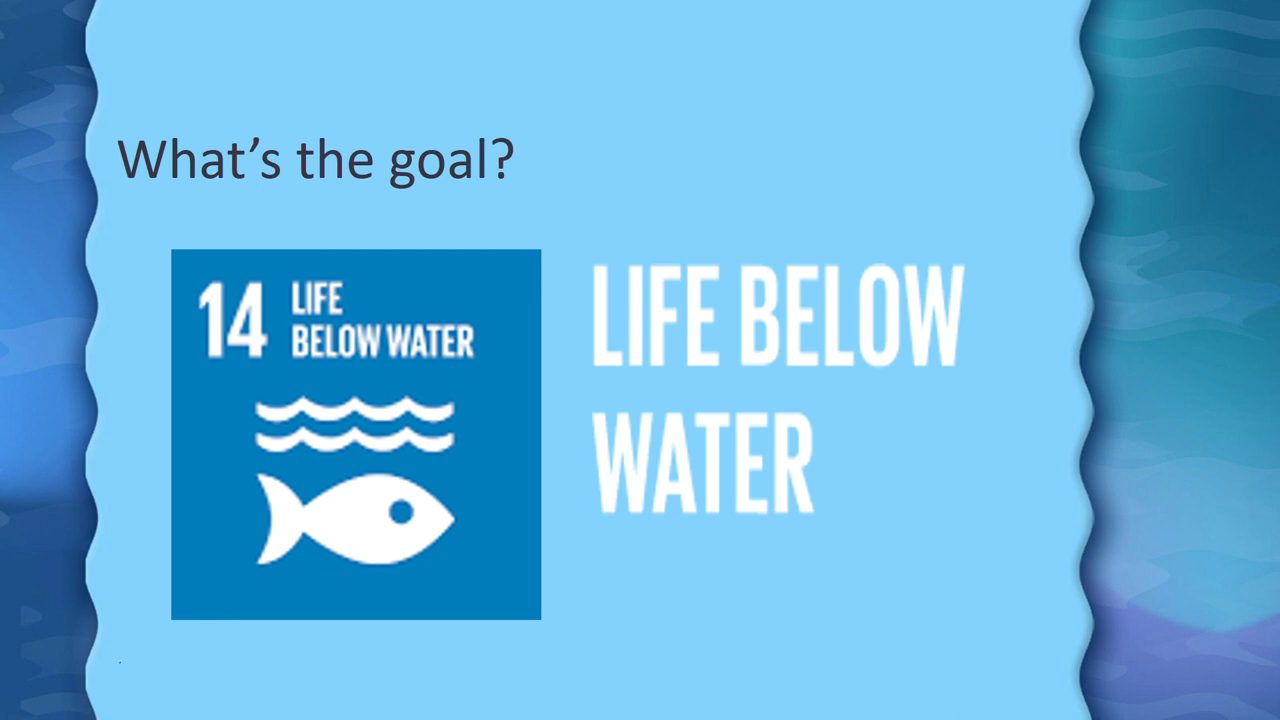 What’s the goal?
14 LIFE
BELOW WATER
LIFE BELOW
WATER
.